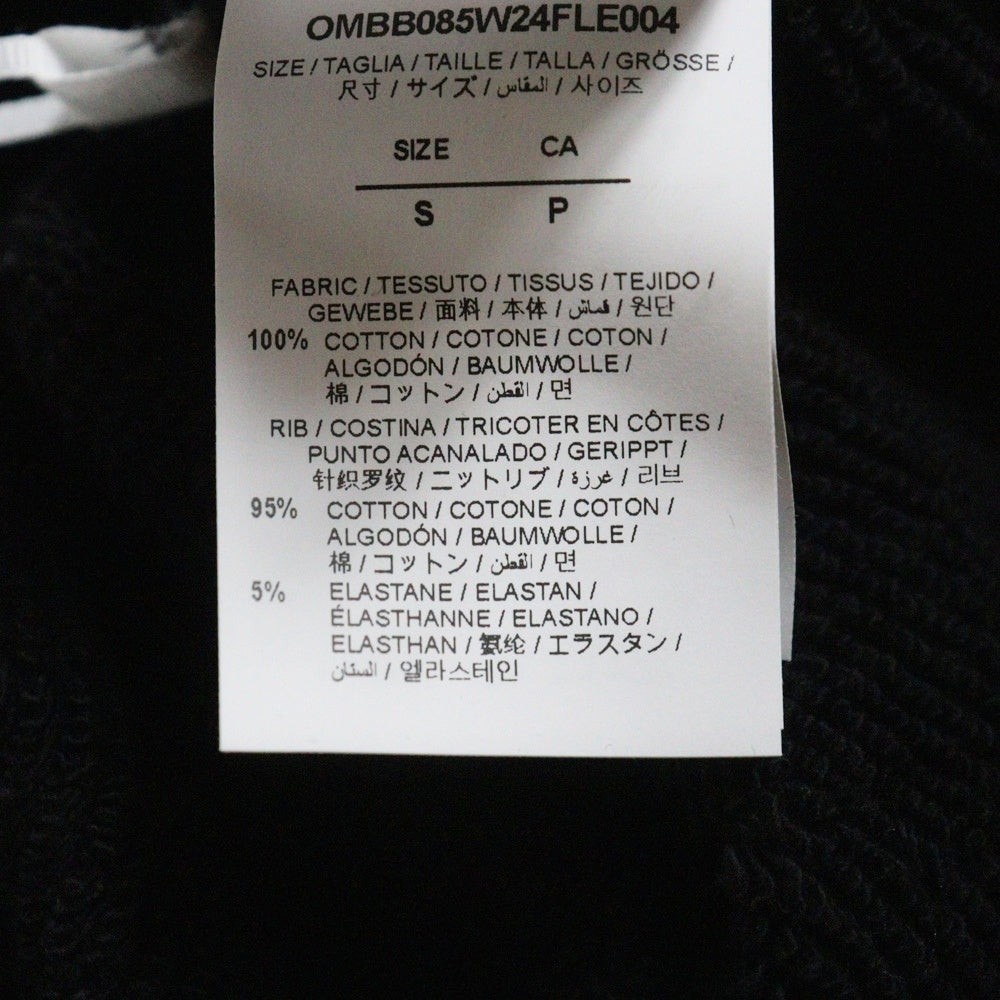 OMBB085W24FLE004
SIZE / TAGLIA / TAILLE / TALLA / GRÖSSE /
尺寸 / サイズ / المقاس / 사이즈
SIZE CA
S P
FABRIC / TESSUTO / TISSUS / TEJIDO /
GEWEBE / 面料 / 本体 / قماش / 원단
100% COTTON / COTONE / COTON /
ALGODÓN / BAUMWOLLE /
棉 / コットン / القطن / 면
RIB / COSTINA / TRICOTER EN CÔTES /
PUNTO ACANALADO / GERIPPT /
针织罗纹 / ニットリブ / غرزة / 리브
95% COTTON / COTONE / COTON /
ALGODÓN / BAUMWOLLE /
棉 / コットン / القطن / 면
5% ELASTANE / ELASTAN /
ÉLASTHANNE / ELASTANO /
ELASTHAN / 氨纶 / エラスタン /
الستان / 엘라스테인